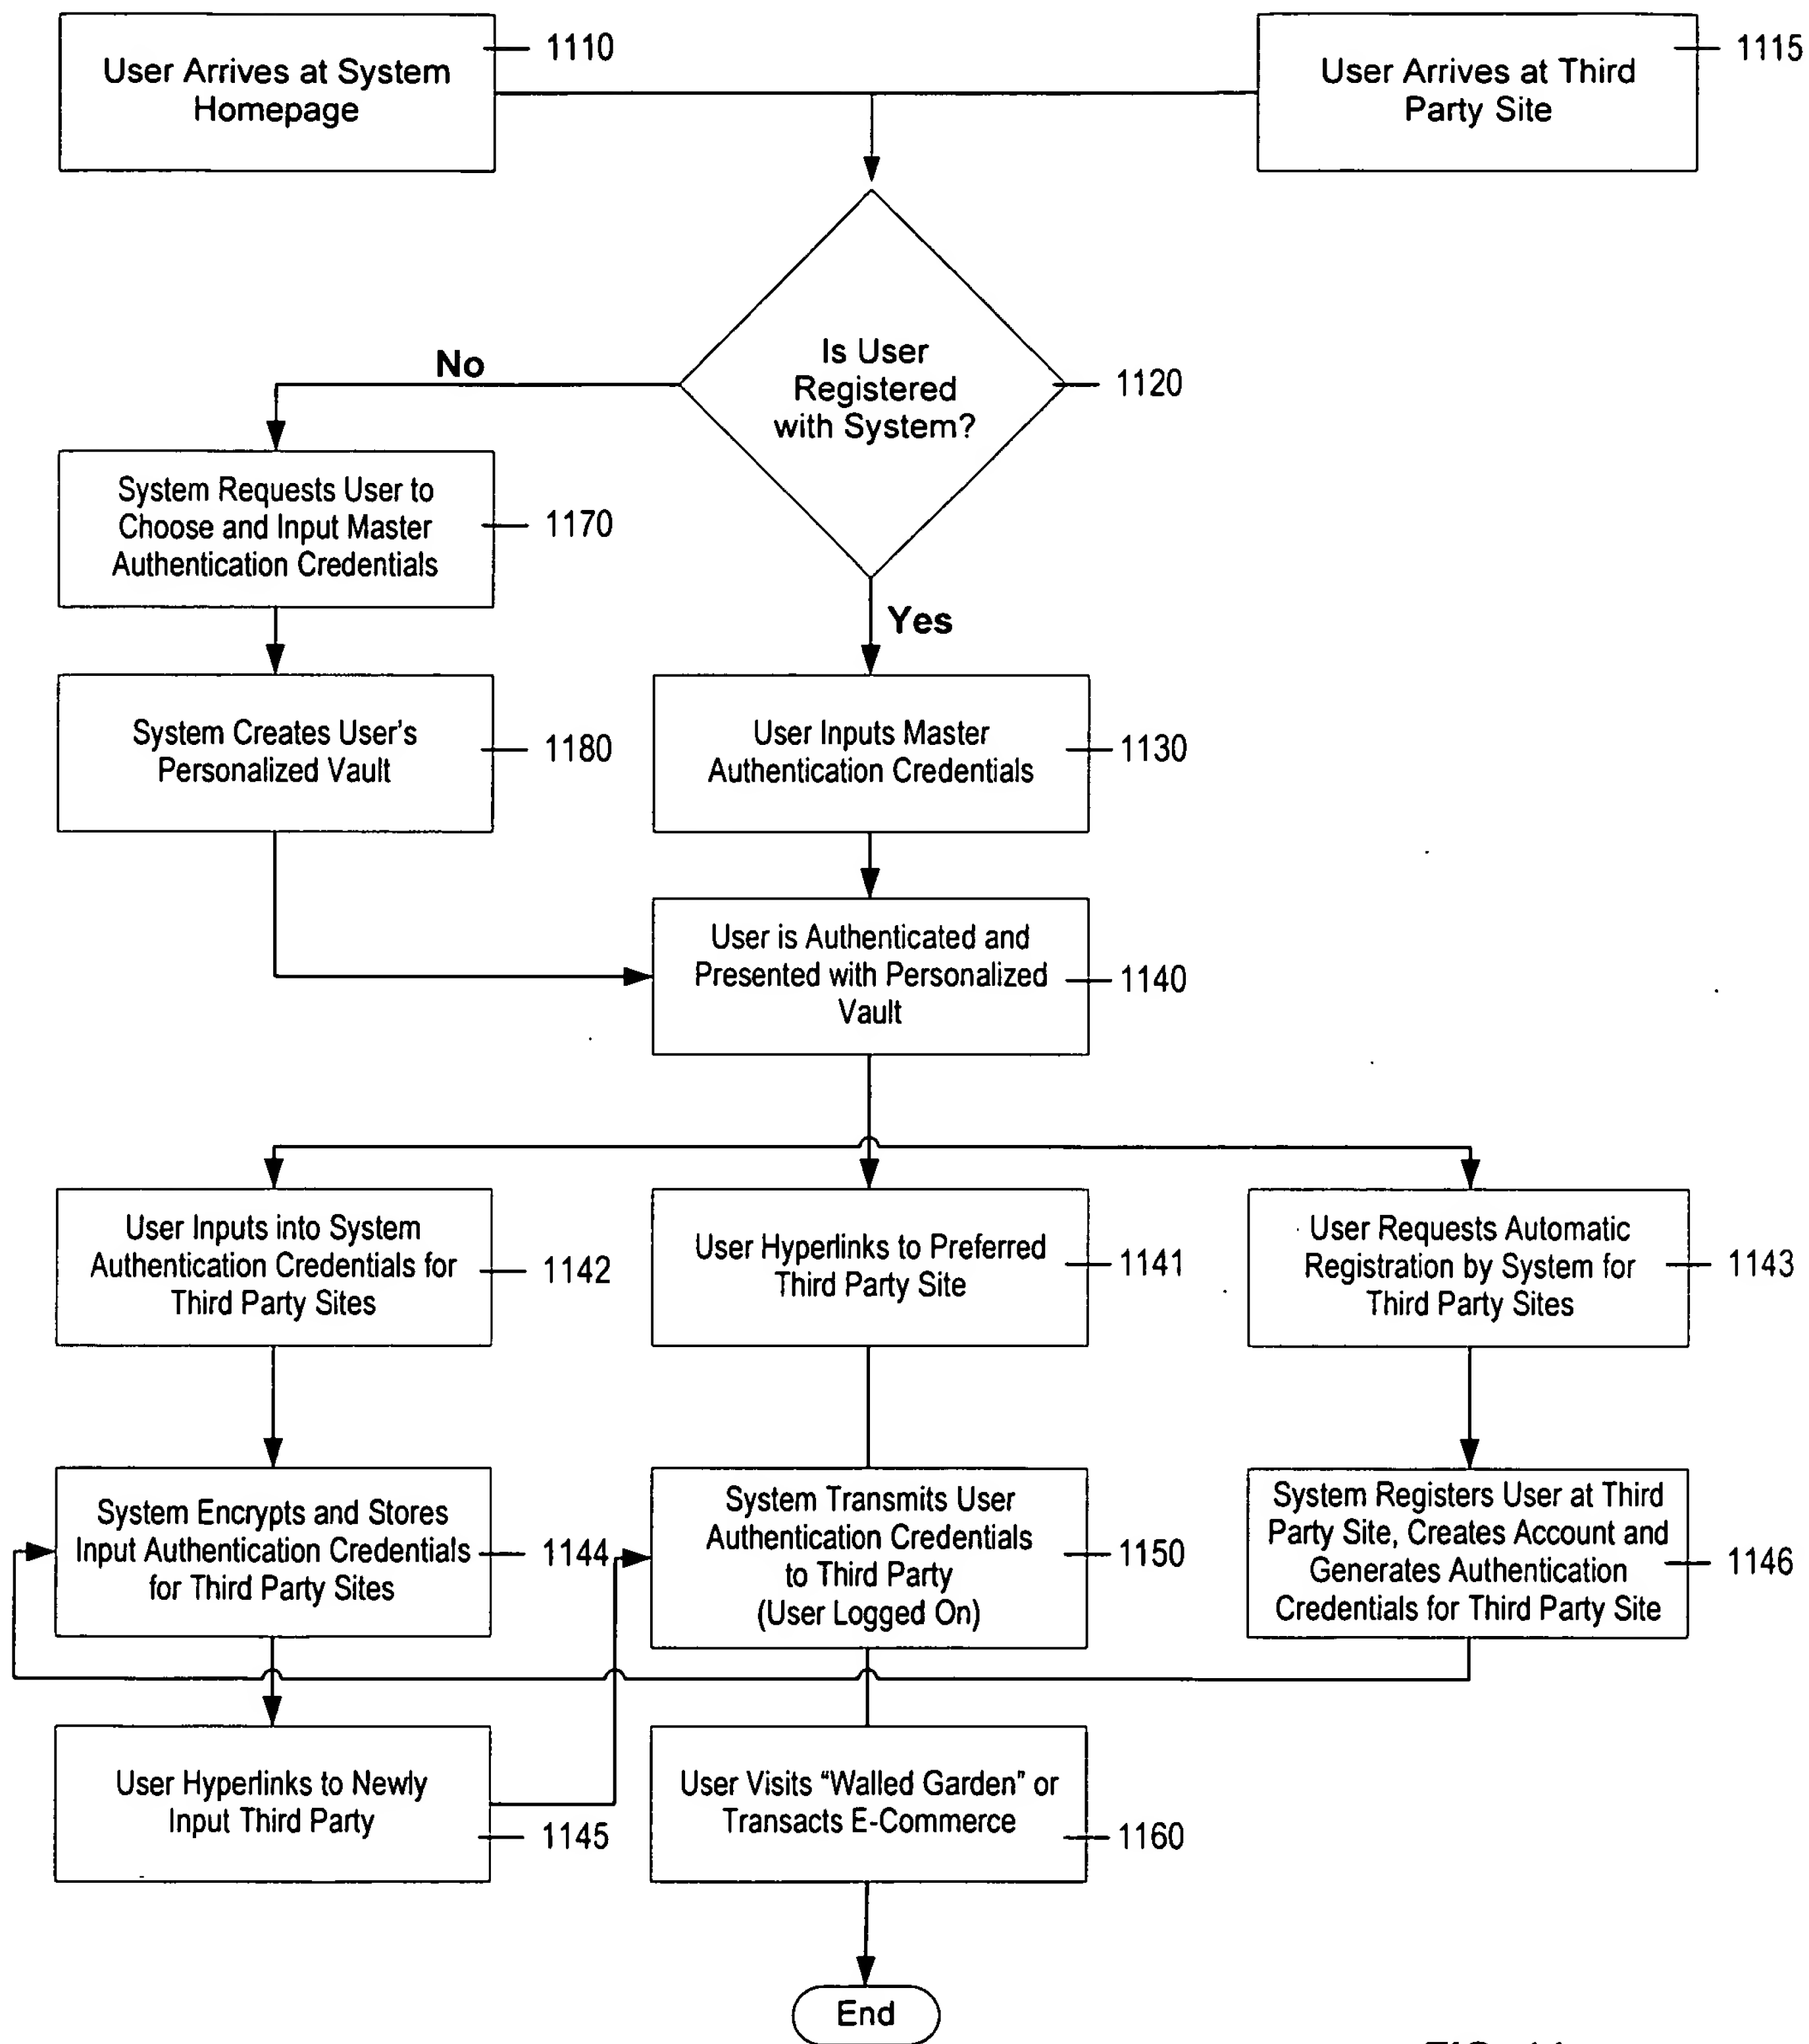 User Arrives at System
Homepage
1110
User Arrives at Third
Party Site
1115
Is User
Registered
with System?
1120
No
Yes
System Requests User to
Choose and Input Master
Authentication Credentials
1170
System Creates User's
Personalized Vault
1180
User Inputs Master
Authentication Credentials
1130
User is Authenticated and
Presented with Personalized
Vault
1140
User Inputs into System
Authentication Credentials for
Third Party Sites
1142
User Hyperlinks to Preferred
Third Party Site
1141
User Requests Automatic
Registration by System for
Third Party Sites
1143
System Encrypts and Stores
Input Authentication Credentials
for Third Party Sites
1144
System Transmits User
Authentication Credentials
to Third Party
(User Logged On)
1150
System Registers User at Third
Party Site, Creates Account and
Generates Authentication
Credentials for Third Party Site
1146
User Hyperlinks to Newly
Input Third Party
1145
User Visits “Walled Garden” or
Transacts E-Commerce
1160
End